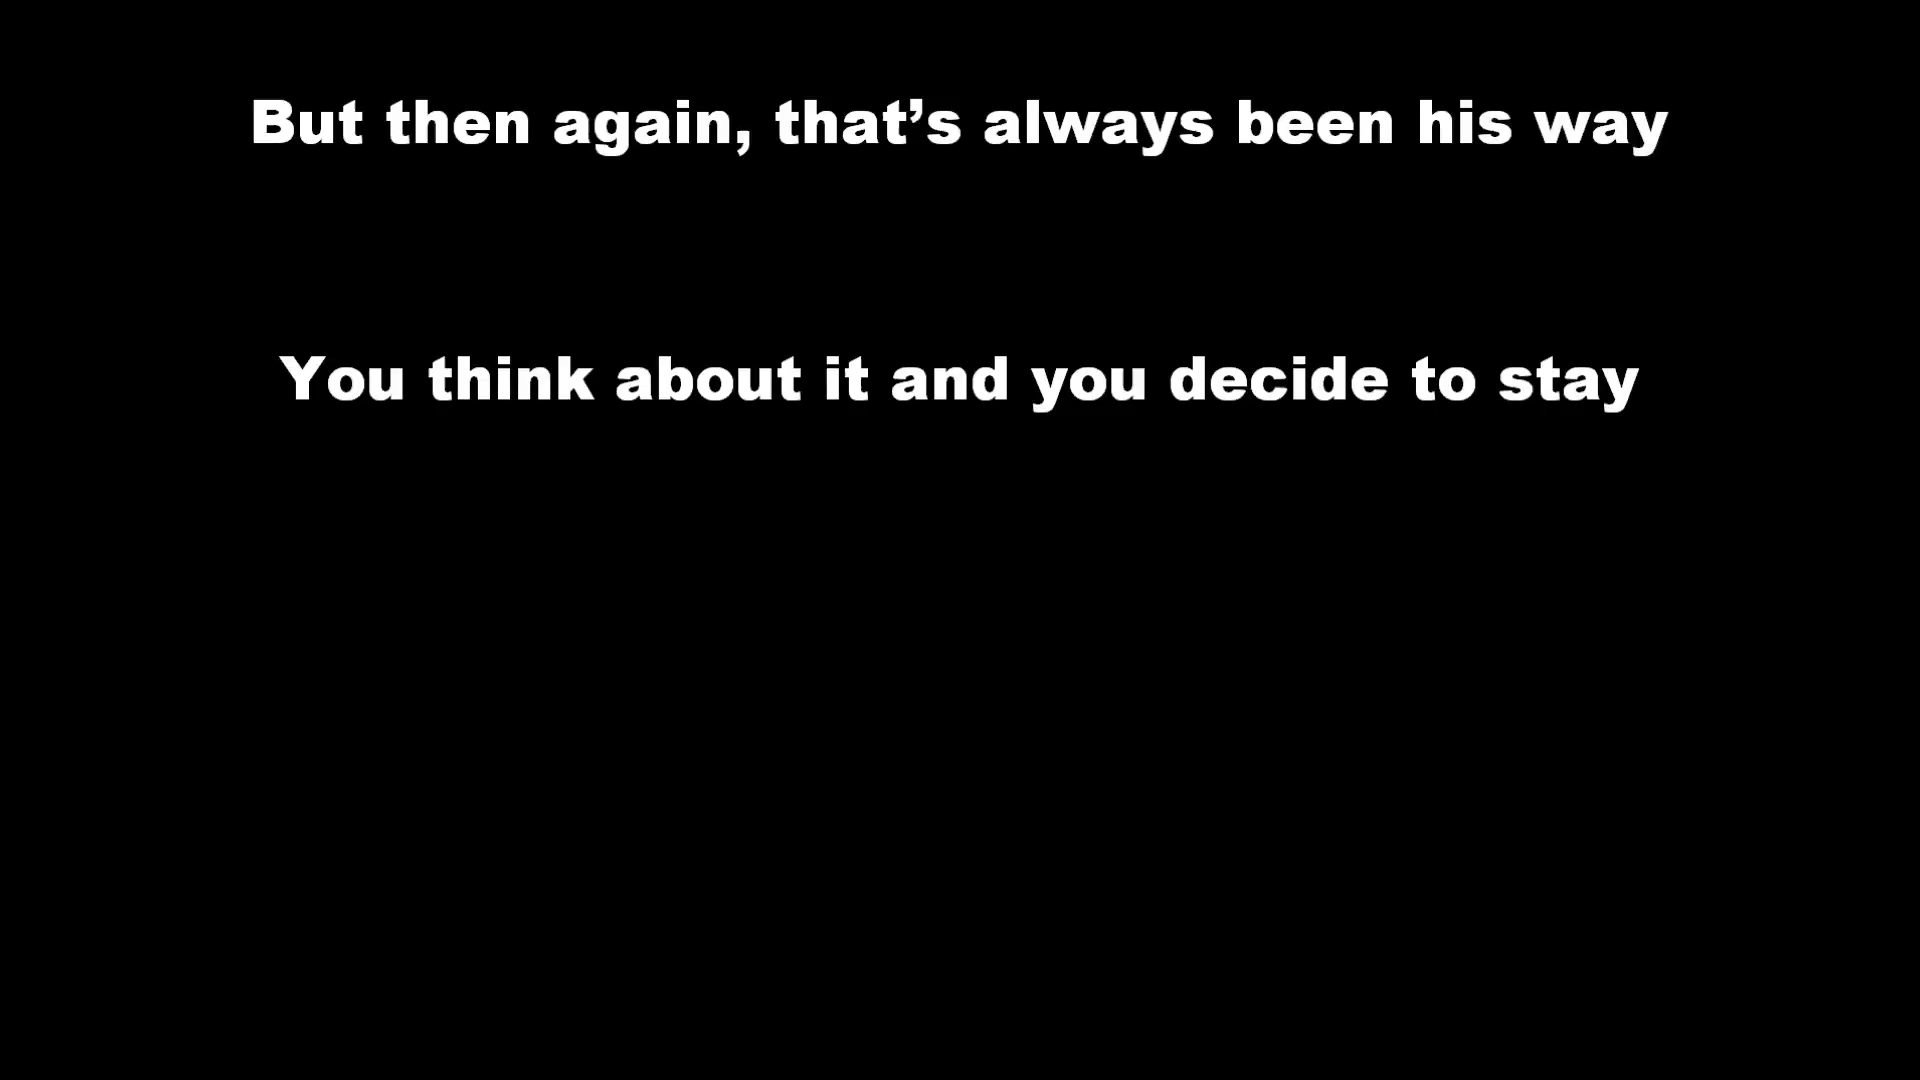 But then again, that’s always been his way
You think about it and you decide to stay